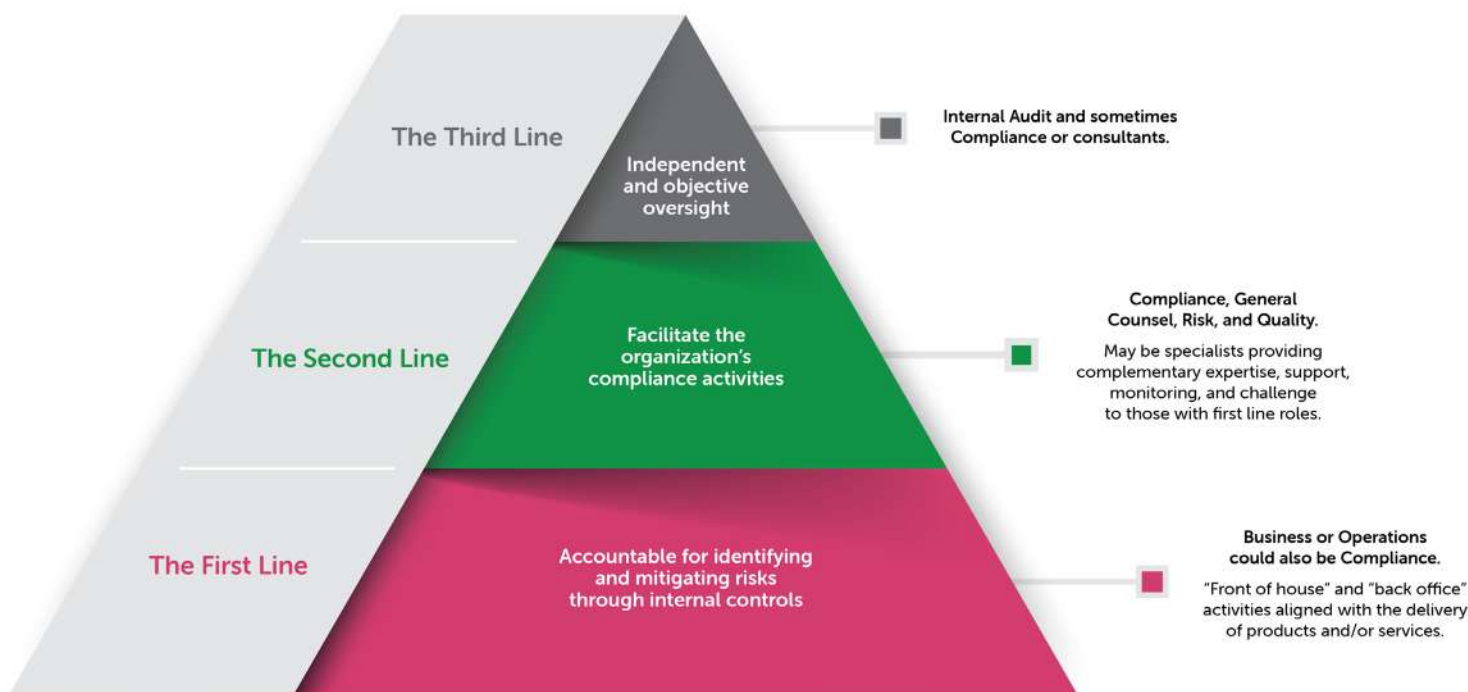 The Third Line
Independent
and objective
oversight
Internal Audit and sometimes
Compliance or consultants.
The Second Line
Facilitate the
organization's
compliance activities
Compliance, General
Counsel, Risk, and Quality.
May be specialists providing
complementary expertise, support,
monitoring, and challenge
to those with first line roles.
The First Line
Accountable for identifying
and mitigating risks
through internal controls
Business or Operations
could also be Compliance.
“Front of house” and “back office”
activities aligned with the delivery
of products and/or services.